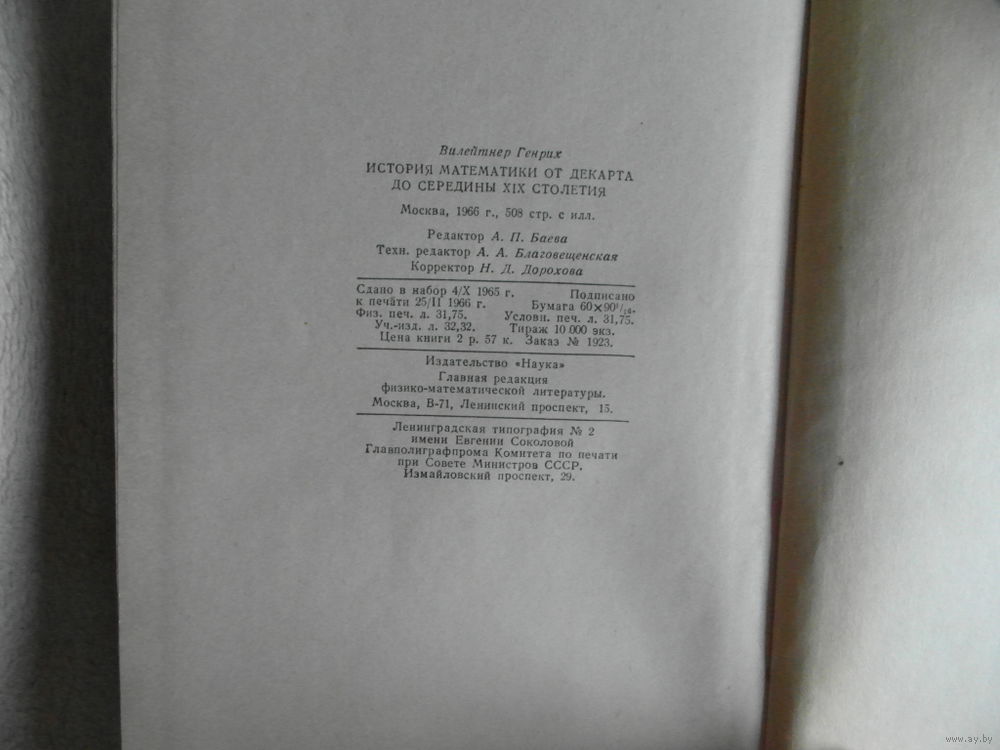 Вилейтнер Генрих
ИСТОРИЯ МАТЕМАТИКИ ОТ ДЕКАРТА
ДО СЕРЕДИНЫ XIX СТОЛЕТИЯ
Москва, 1966 г., 508 стр. с илл.
Редактор А. П. Баева
Техн. редактор А. А. Благовещенская
Корректор Н. Д. Дорохова
Сдано в набор 4/X 1965 г. Подписано
к печати 25/II 1966 г. Бумага 60×90¹/₁₆.
Физ. печ. л. 31,75. Условн. печ. л. 31,75.
Уч.-изд. л. 32,32. Тираж 10 000 экз.
Цена книги 2 р. 57 к. Заказ № 1923.
Издательство «Наука»
Главная редакция
физико-математической литературы.
Москва, В-71, Ленинский проспект, 15.
Ленинградская типография № 2
имени Евгении Соколовой
Главполиграфпрома Комитета по печати
при Совете Министров СССР.
Измайловский проспект, 29.
www.ay.by